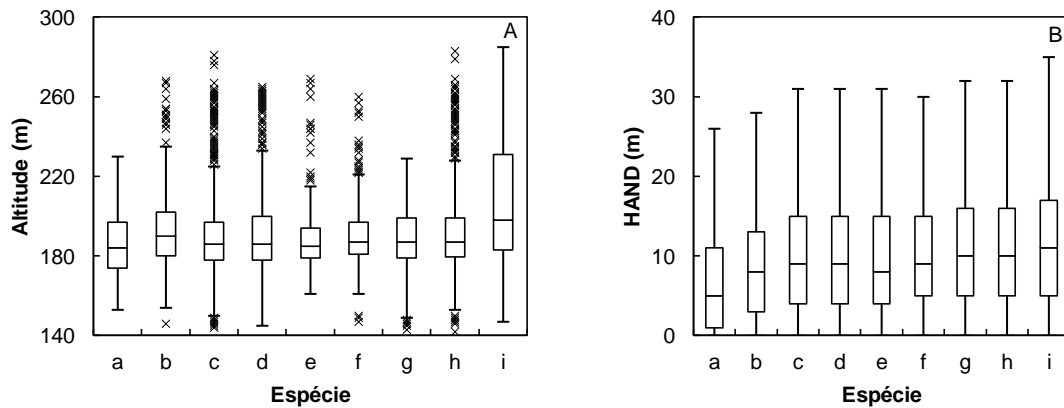 A
Altitude (m)
300
260
220
180
140
a b c d e f g h i
Espécie
B
HAND (m)
40
30
20
10
0
a b c d e f g h i
Espécie